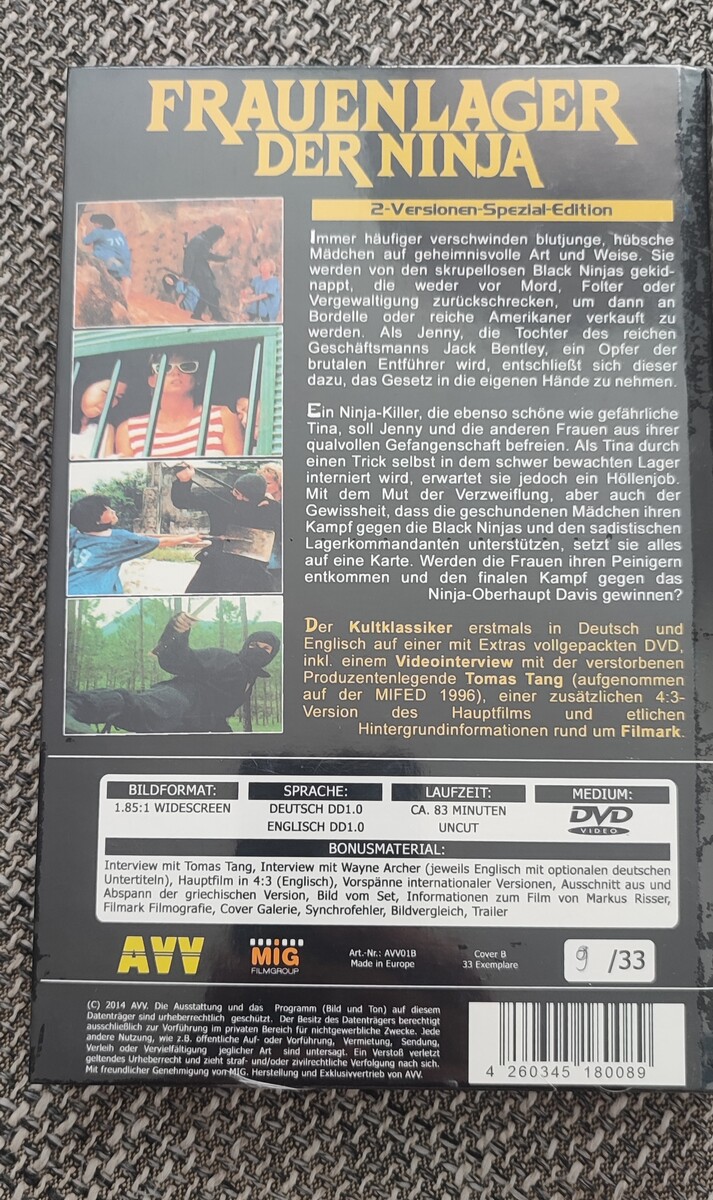 FRAUENLAGER
DER NINJA
2-Versionen-Spezial-Edition
Immer häufiger verschwinden blutjunge, hübsche
Mädchen auf geheimnisvolle Art und Weise. Sie
werden von den skrupellosen Black Ninjas gekid-
nappt, die weder vor Mord, Folter oder
Vergewaltigung zurückschrecken, um dann an
Bordelle oder reiche Amerikaner verkauft zu
werden. Als Jenny, die Tochter des reichen
Geschäftsmanns Jack Bentley, ein Opfer der
brutalen Entführer wird, entschließt sich dieser
dazu, das Gesetz in die eigenen Hände zu nehmen.
Ein Ninja-Killer, die ebenso schöne wie gefährliche
Tina, soll Jenny und die anderen Frauen aus ihrer
qualvollen Gefangenschaft befreien. Als Tina durch
einen Trick selbst in dem schwer bewachten Lager
interniert wird, erwartet sie jedoch ein Höllenjob.
Mit dem Mut der Verzweiflung, aber auch der
Gewissheit, dass die geschundenen Mädchen ihren
Kampf gegen die Black Ninjas und den sadistischen
Lagerkommandanten unterstützen, setzt sie alles
auf eine Karte. Werden die Frauen ihren Peinigern
entkommen und den finalen Kampf gegen das
Ninja-Oberhaupt Davis gewinnen?
Der Kultklassiker erstmals in Deutsch und
Englisch auf einer mit Extras vollgepackten DVD,
inkl. einem Videointerview mit der verstorbenen
Produzentenlegende Tomas Tang (aufgenommen
auf der MIFED 1996), einer zusätzlichen 4:3-
Version des Hauptfilms und etlichen
Hintergrundinformationen rund um Filmark.
BILDFORMAT: SPRACHE: LAUFZEIT: MEDIUM:
1.85:1 WIDESCREEN DEUTSCH DD1.0 CA. 83 MINUTEN DVD
ENGLISCH DD1.0 UNCUT VIDEO
BONUSMATERIAL:
Interview mit Tomas Tang, Interview mit Wayne Archer (jeweils Englisch mit optionalen deutschen
Untertiteln), Hauptfilm in 4:3 (Englisch), Vorspänne internationaler Versionen, Ausschnitt aus und
Abspann der griechischen Version, Bild vom Set, Informationen zum Film von Markus Risser,
Filmark Filmografie, Cover Galerie, Synchrofehler, Bildvergleich, Trailer
AVV MIG Art.-Nr.: AVV01B Cover B 9 /33
FILMGROUP Made in Europe 33 Exemplare
(C) 2014 AVV. Die Ausstattung und das Programm (Bild und Ton) auf diesem
Datenträger sind urheberrechtlich geschützt. Der Besitz des Datenträgers berechtigt
ausschließlich zur Vorführung im privaten Bereich für nichtgewerbliche Zwecke. Jede
andere Nutzung, wie z.B. öffentliche Auf- oder Vorführung, Vermietung, Sendung,
Verleih oder Vervielfältigung jeglicher Art sind untersagt. Ein Verstoß verletzt
geltendes Urheberrecht und zieht straf- und/oder zivilrechtliche Verfolgung nach sich.
Mit freundlicher Genehmigung von MIG. Herstellung und Exklusivvertrieb von AVV.
4 260345 180089